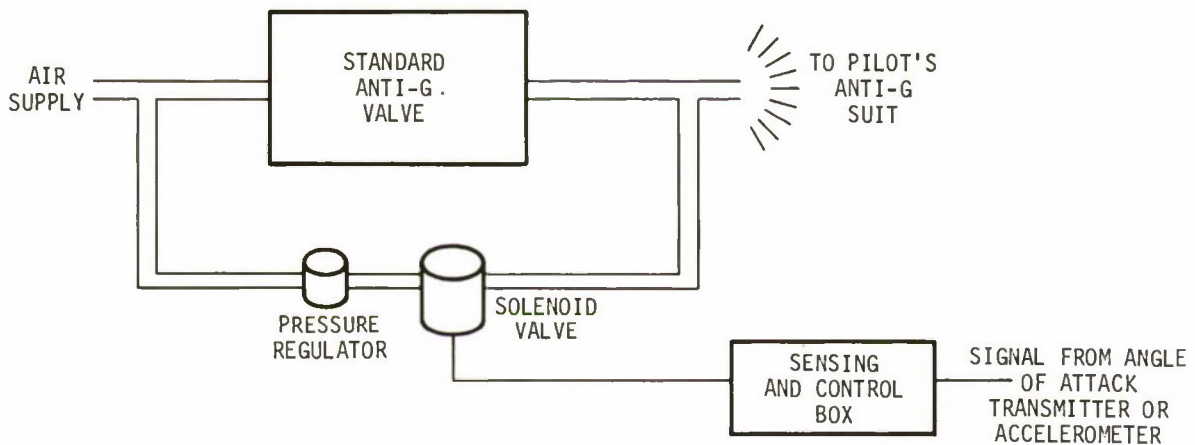 AIR
SUPPLY
STANDARD
ANTI-G.
VALVE
TO PILOT'S
ANTI-G
SUIT
PRESSURE
REGULATOR
SOLENOID
VALVE
SENSING
AND CONTROL
BOX
SIGNAL FROM ANGLE
OF ATTACK
TRANSMITTER OR
ACCELEROMETER